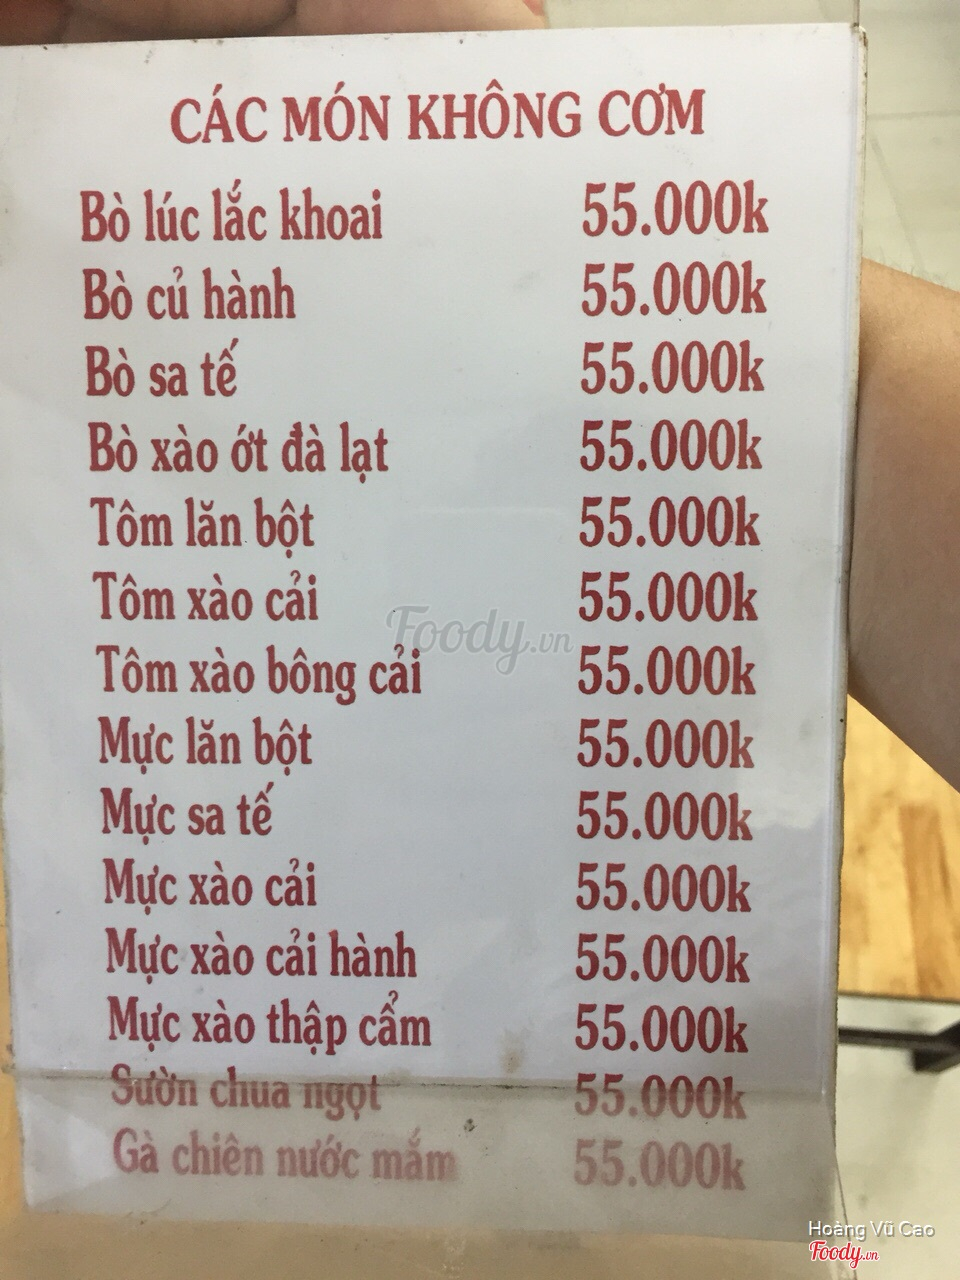 CÁC MÓN KHÔNG CƠM
Bò lúc lắc khoai 55.000k
Bò củ hành 55.000k
Bò sa tế 55.000k
Bò xào ớt đà lạt 55.000k
Tôm lăn bột 55.000k
Tôm xào cải 55.000k
Tôm xào bông cải 55.000k
Mực lăn bột 55.000k
Mực sa tế 55.000k
Mực xào cải 55.000k
Mực xào cải hành 55.000k
Mực xào thập cẩm 55.000k
Sườn chua ngọt 55.000k
Gà chiên nước mắm 55.000k
Foody.vn
Hoàng Vũ Cao
Foody.vn